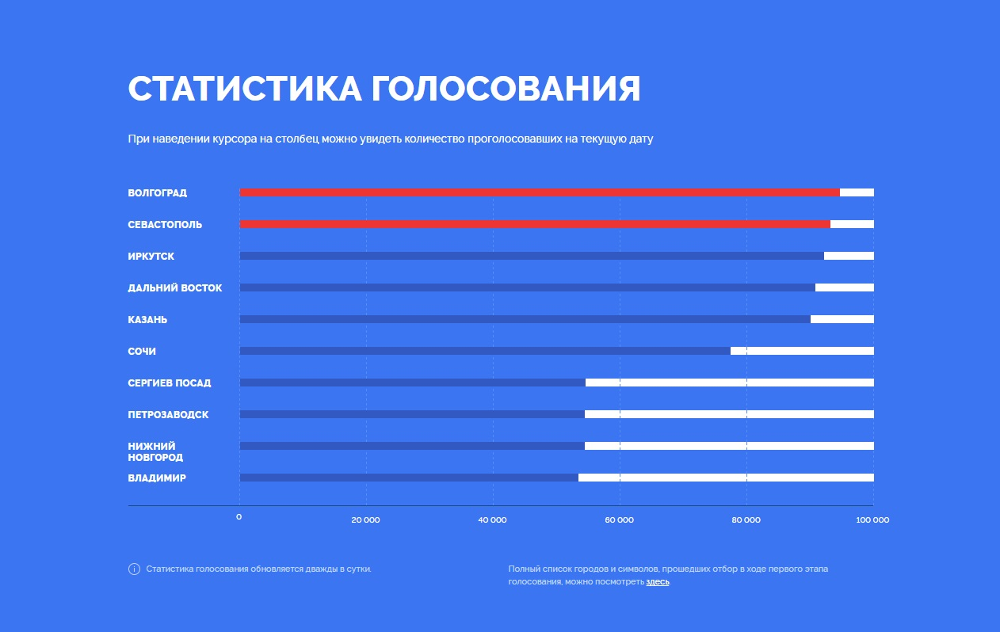 СТАТИСТИКА ГОЛОСОВАНИЯ
При наведении курсора на столбец можно увидеть количество проголосовавших на текущую дату
ВОЛГОГРАД
СЕВАСТОПОЛЬ
ИРКУТСК
ДАЛЬНИЙ ВОСТОК
КАЗАНЬ
СОЧИ
СЕРГИЕВ ПОСАД
ПЕТРОЗАВОДСК
НИЖНИЙ
НОВГОРОД
ВЛАДИМИР
0 20 000 40 000 60 000 80 000 100 000
i Статистика голосования обновляется дважды в сутки.
Полный список городов и символов, прошедших отбор в ходе первого этапа
голосования, можно посмотреть здесь.